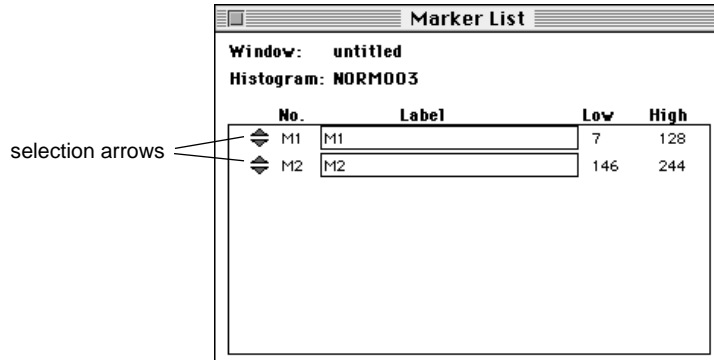 Marker List
Window: untitled
Histogram: NORM003
No. Label Low High
selection arrows
M1 M1 7 128
M2 M2 146 244